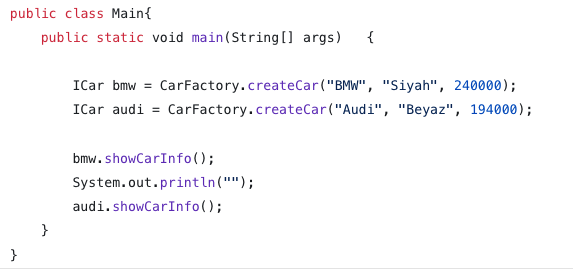 public class Main{
    public static void main(String[] args)   {

        ICar bmw = CarFactory.createCar("BMW", "Siyah", 240000);
        ICar audi = CarFactory.createCar("Audi", "Beyaz", 194000);

        bmw.showCarInfo();
        System.out.println("");
        audi.showCarInfo();
    }
}